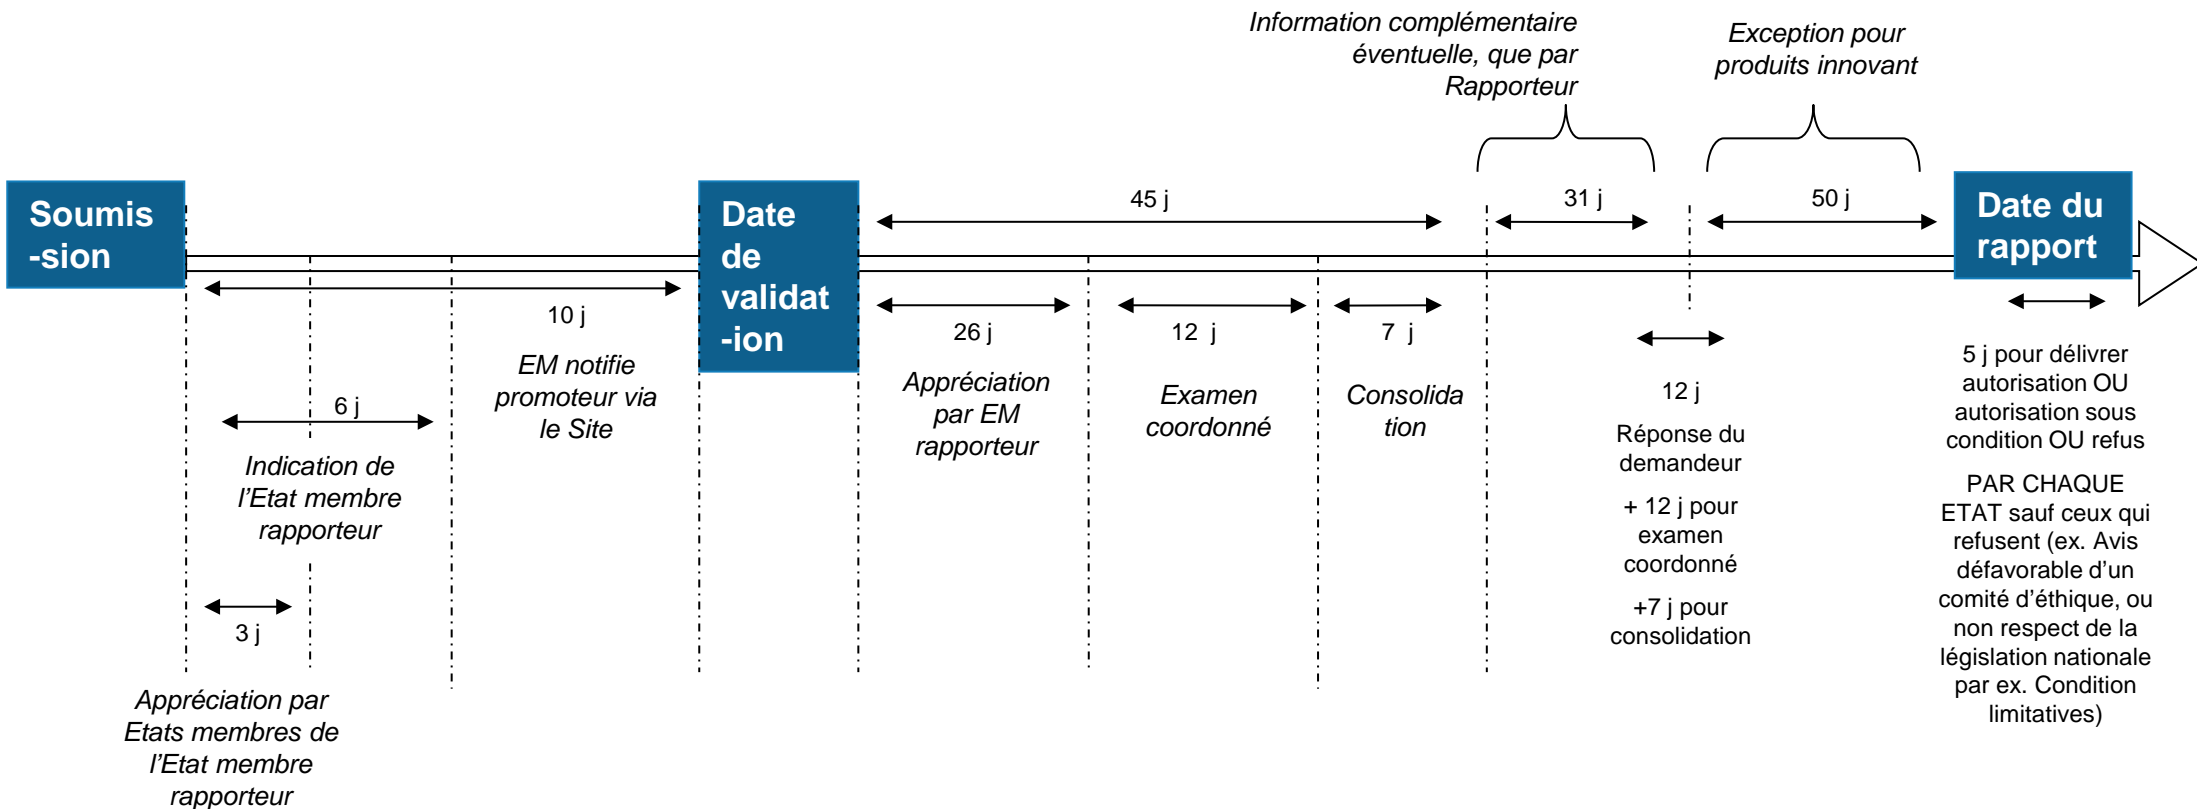 Information complémentaire
éventuelle, que par
Rapporteur
Exception pour
produits innovant
Soumis
-sion
Date
de
validat
-ion
45 j
31 j
50 j
Date du
rapport
10 j
EM notifie
promoteur via
le Site
6 j
Indication de
l'Etat membre
rapporteur
3 j
Appréciation par
Etats membres de
l'Etat membre
rapporteur
26 j
Appréciation
par EM
rapporteur
12 j
Examen
coordonné
7 j
Consolida
tion
12 j
Réponse du
demandeur
+ 12 j pour
examen
coordonné
+7 j pour
consolidation
5 j pour délivrer
autorisation OU
autorisation sous
condition OU refus
PAR CHAQUE
ETAT sauf ceux qui
refusent (ex. Avis
défavorable d'un
comité d'éthique, ou
non respect de la
législation nationale
par ex. Condition
limitatives)